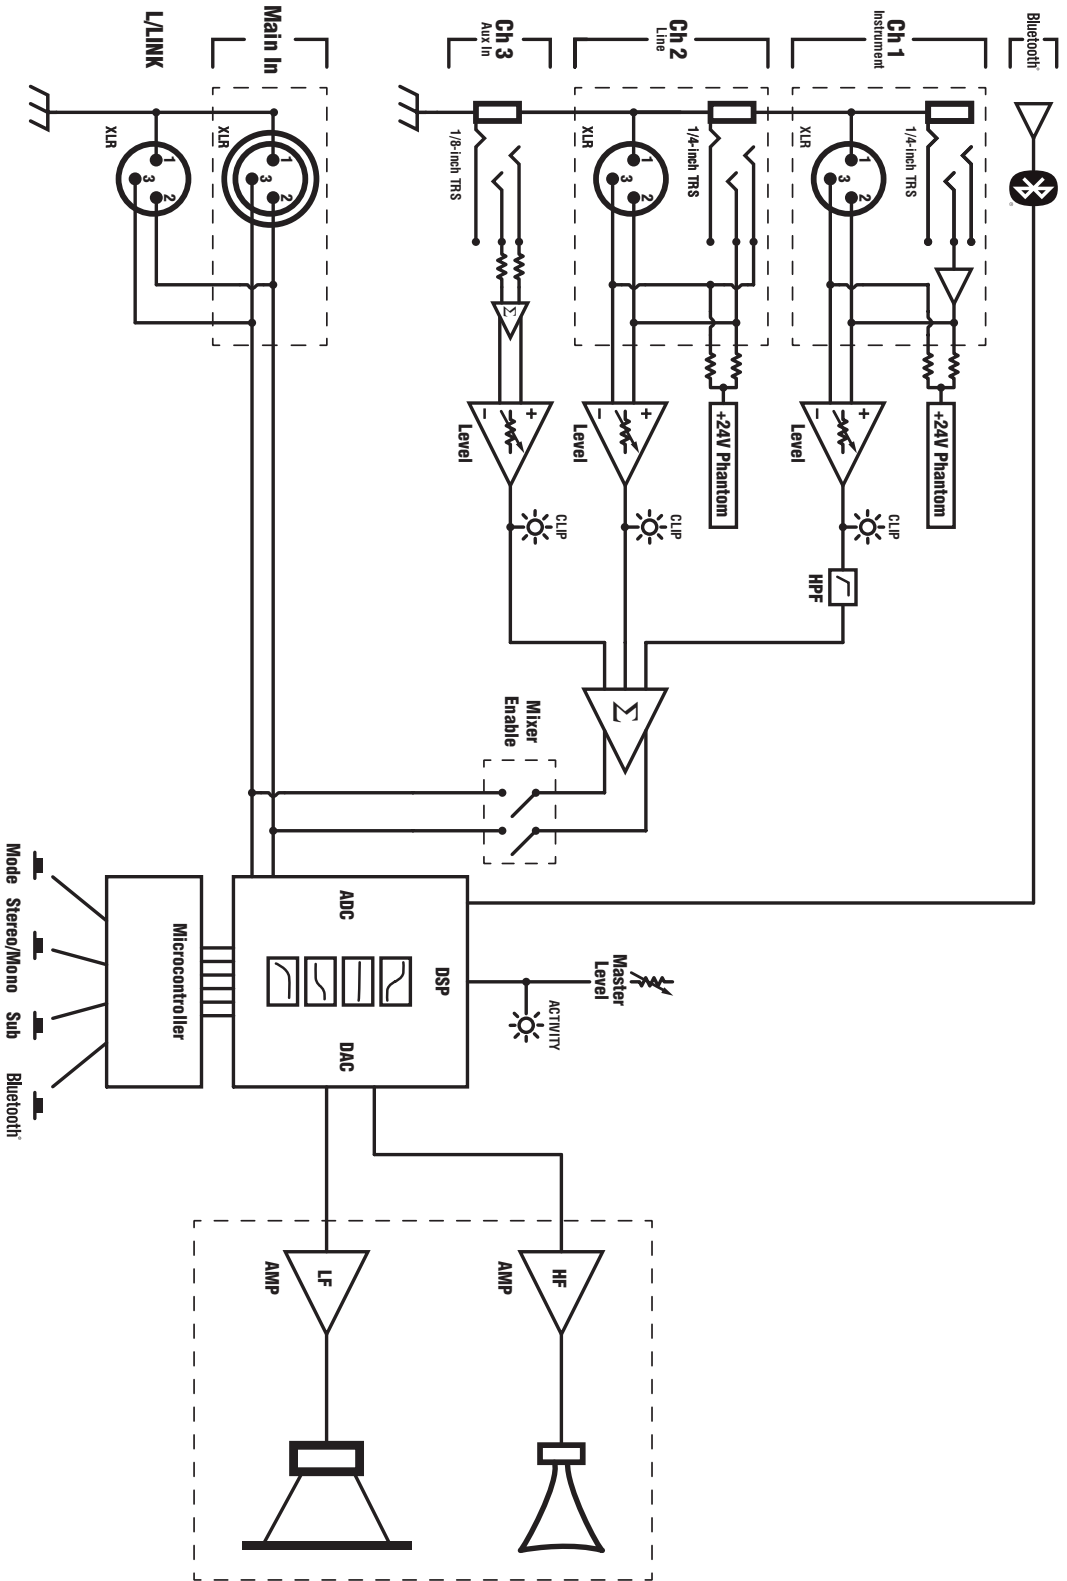 Bluetooth®
Ch 1
Instrument
1/4-inch TRS
XLR
1
2
3
+24V Phantom
+
−
Level
CLIP
HPF
Ch 2
Line
1/4-inch TRS
XLR
1
2
3
+24V Phantom
+
−
Level
CLIP
Ch 3
Aux In
1/8-inch TRS
Σ
+
−
Level
CLIP
Σ
Mixer
Enable
Main In
XLR
1
2
3
L/LINK
XLR
1
2
3
ADC
DSP
DAC
Master
Level
ACTIVITY
Microcontroller
Mode
Stereo/Mono
Sub
Bluetooth®
HF
AMP
LF
AMP